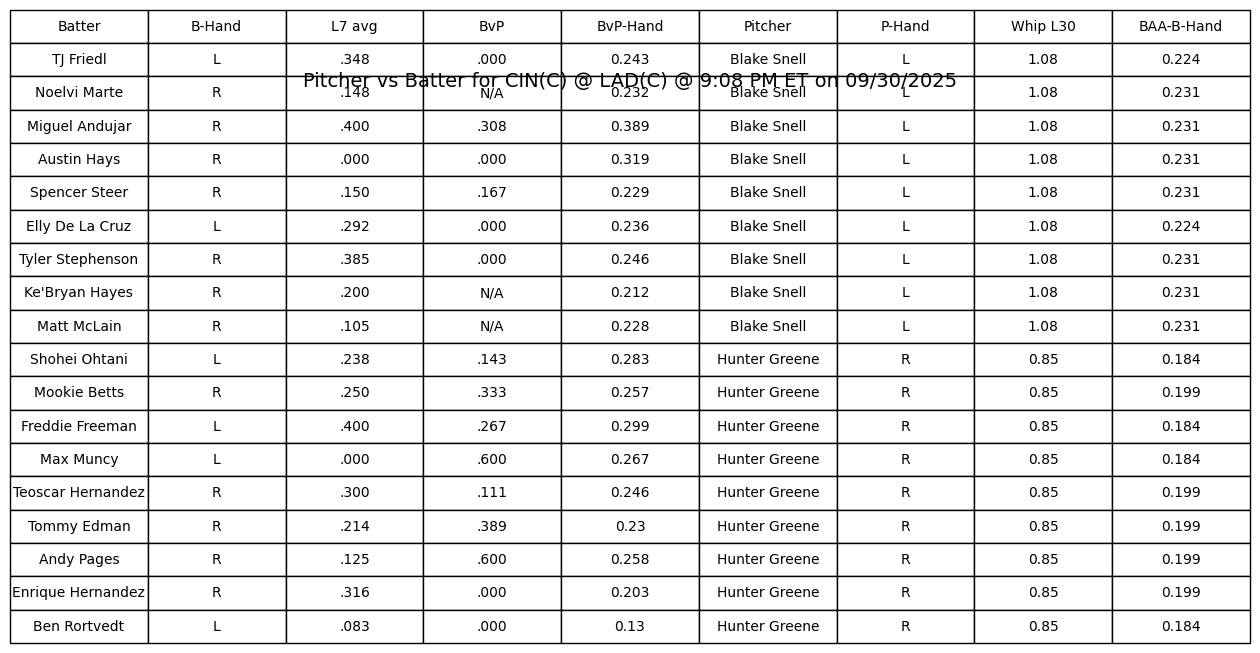 Batter B-Hand L7 avg BvP BvP-Hand Pitcher P-Hand Whip L30 BAA-B-Hand
TJ Friedl L .348 .000 0.243 Blake Snell L 1.08 0.224
Pitcher vs Batter for CIN(C) @ LAD(C) @ 9:08 PM ET on 09/30/2025
Noelvi Marte R .148 N/A 0.232 Blake Snell L 1.08 0.231
Miguel Andujar R .400 .308 0.389 Blake Snell L 1.08 0.231
Austin Hays R .000 .000 0.319 Blake Snell L 1.08 0.231
Spencer Steer R .150 .167 0.229 Blake Snell L 1.08 0.231
Elly De La Cruz L .292 .000 0.236 Blake Snell L 1.08 0.224
Tyler Stephenson R .385 .000 0.246 Blake Snell L 1.08 0.231
Ke'Bryan Hayes R .200 N/A 0.212 Blake Snell L 1.08 0.231
Matt McLain R .105 N/A 0.228 Blake Snell L 1.08 0.231
Shohei Ohtani L .238 .143 0.283 Hunter Greene R 0.85 0.184
Mookie Betts R .250 .333 0.257 Hunter Greene R 0.85 0.199
Freddie Freeman L .400 .267 0.299 Hunter Greene R 0.85 0.184
Max Muncy L .000 .600 0.267 Hunter Greene R 0.85 0.184
Teoscar Hernandez R .300 .111 0.246 Hunter Greene R 0.85 0.199
Tommy Edman R .214 .389 0.23 Hunter Greene R 0.85 0.199
Andy Pages R .125 .600 0.258 Hunter Greene R 0.85 0.199
Enrique Hernandez R .316 .000 0.203 Hunter Greene R 0.85 0.199
Ben Rortvedt L .083 .000 0.13 Hunter Greene R 0.85 0.184